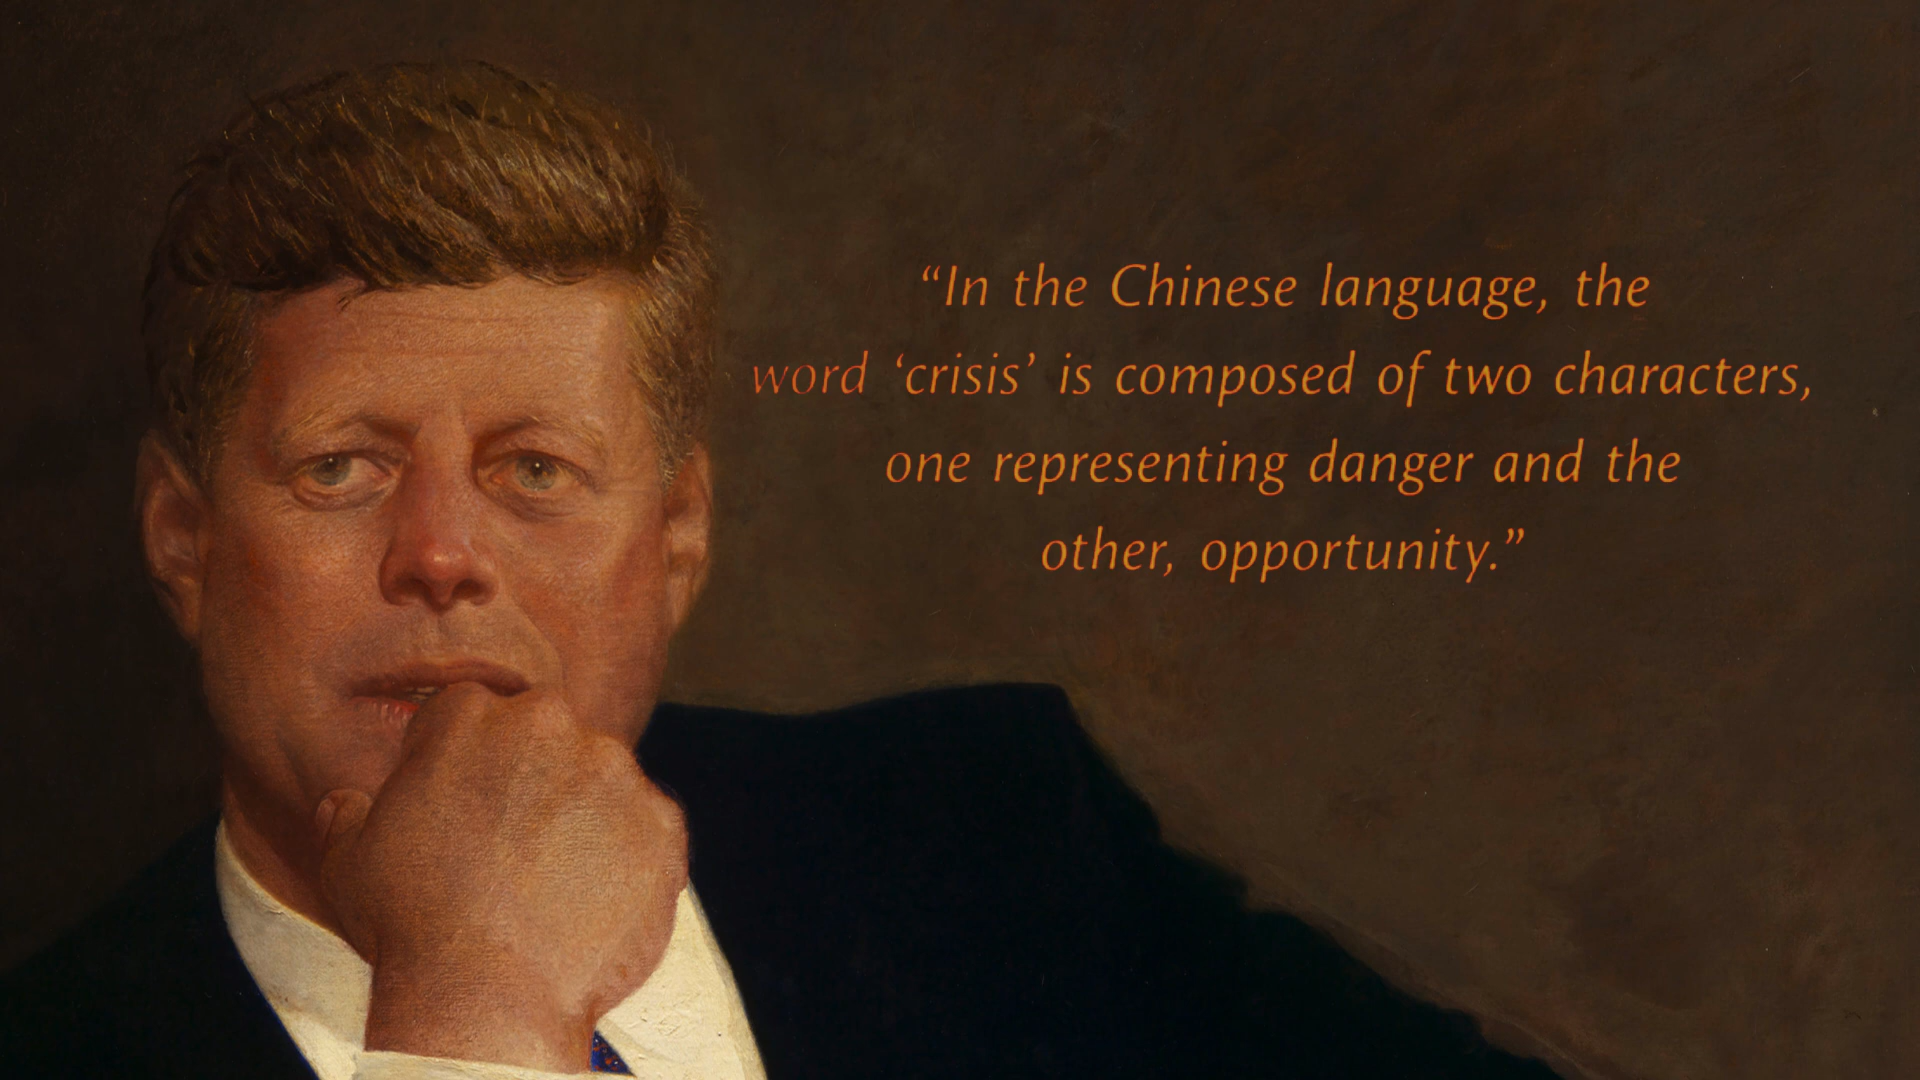 “In the Chinese language, the
word ‘crisis’ is composed of two characters,
one representing danger and the
other, opportunity.”